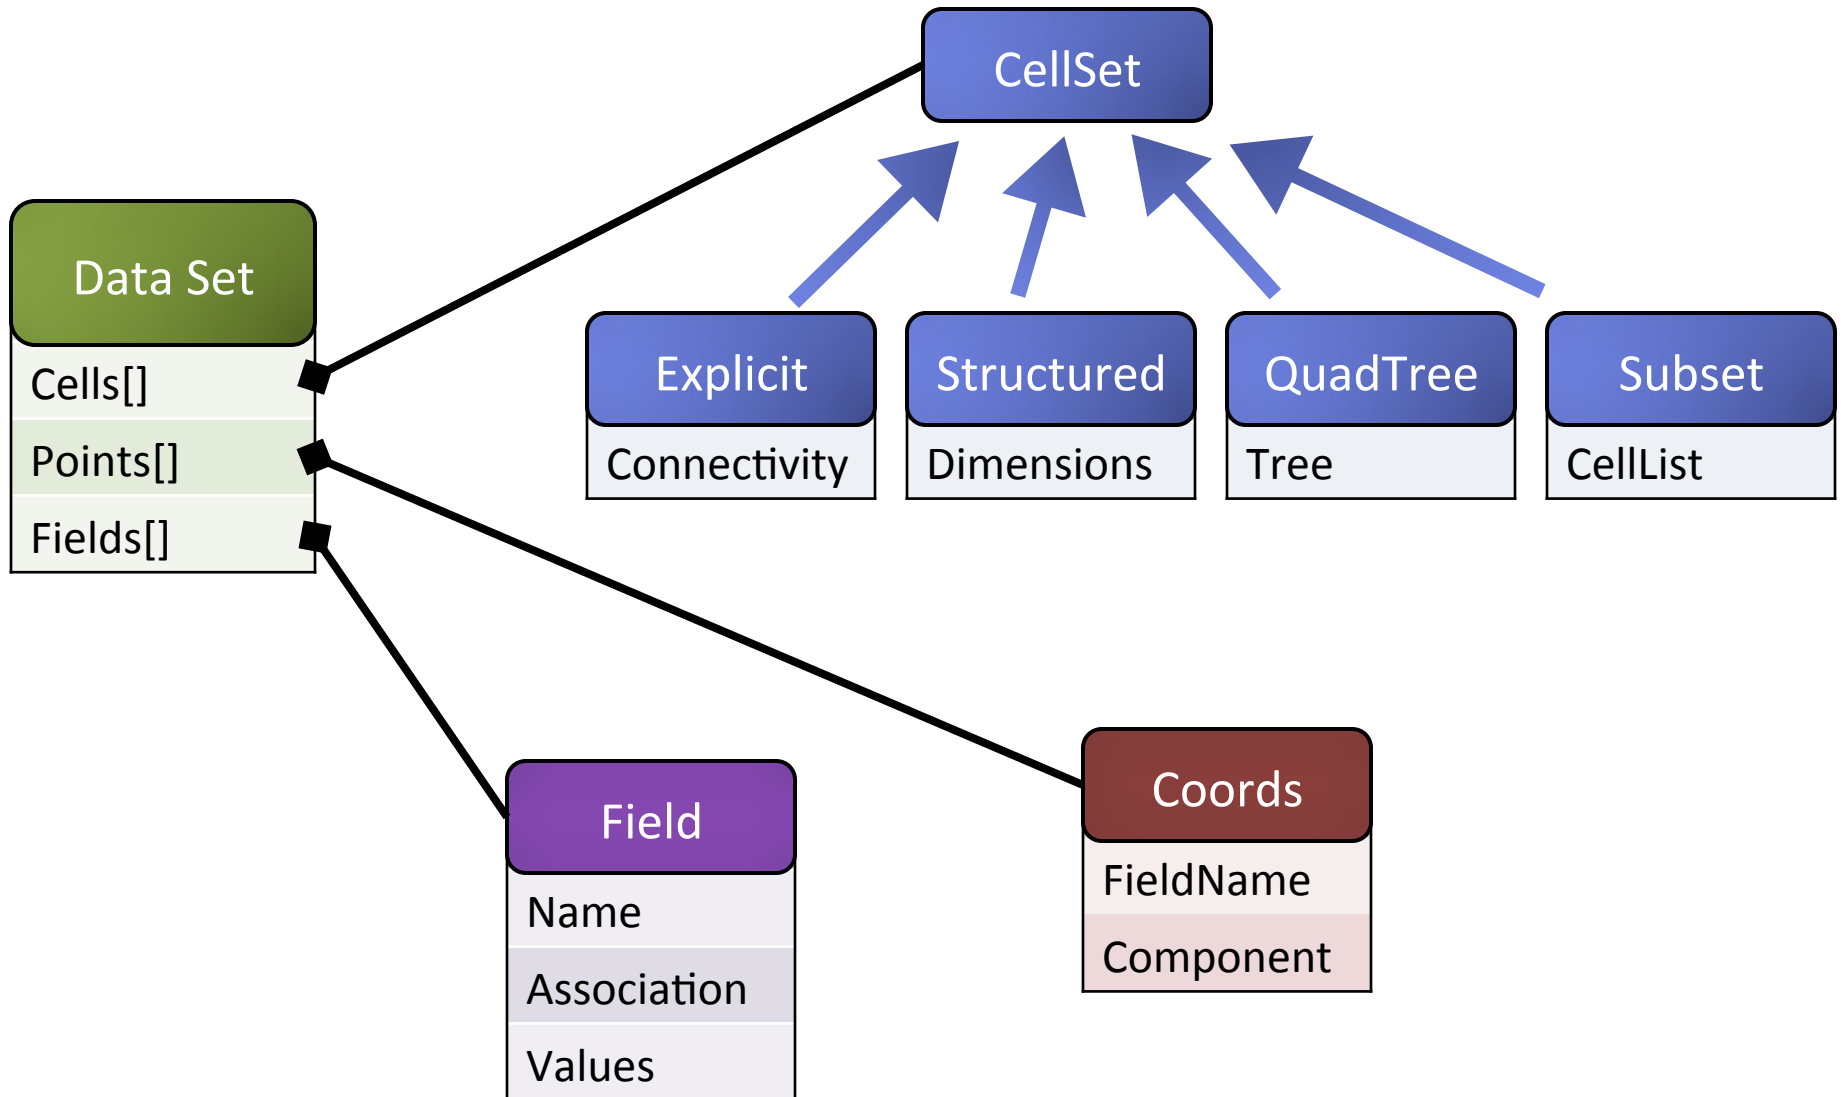 CellSet
Data Set
Cells[]
Points[]
Fields[]
Explicit
Connectivity
Structured
Dimensions
QuadTree
Tree
Subset
CellList
Field
Name
Association
Values
Coords
FieldName
Component